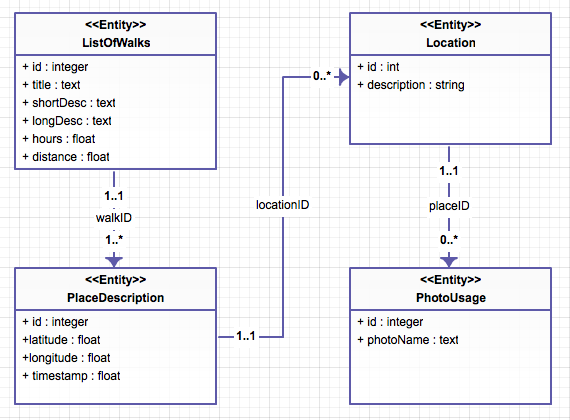 <<Entity>>
ListOfWalks
+ id : integer
+ title : text
+ shortDesc : text
+ longDesc : text
+ hours : float
+ distance : float
<<Entity>>
Location
+ id : int
+ description : string
0..*
1..1
walkID
1..*
locationID
1..1
placeID
0..*
<<Entity>>
PlaceDescription
+ id : integer
+latitude : float
+longitude : float
+ timestamp : float
1..1
<<Entity>>
PhotoUsage
+ id : integer
+ photoName : text